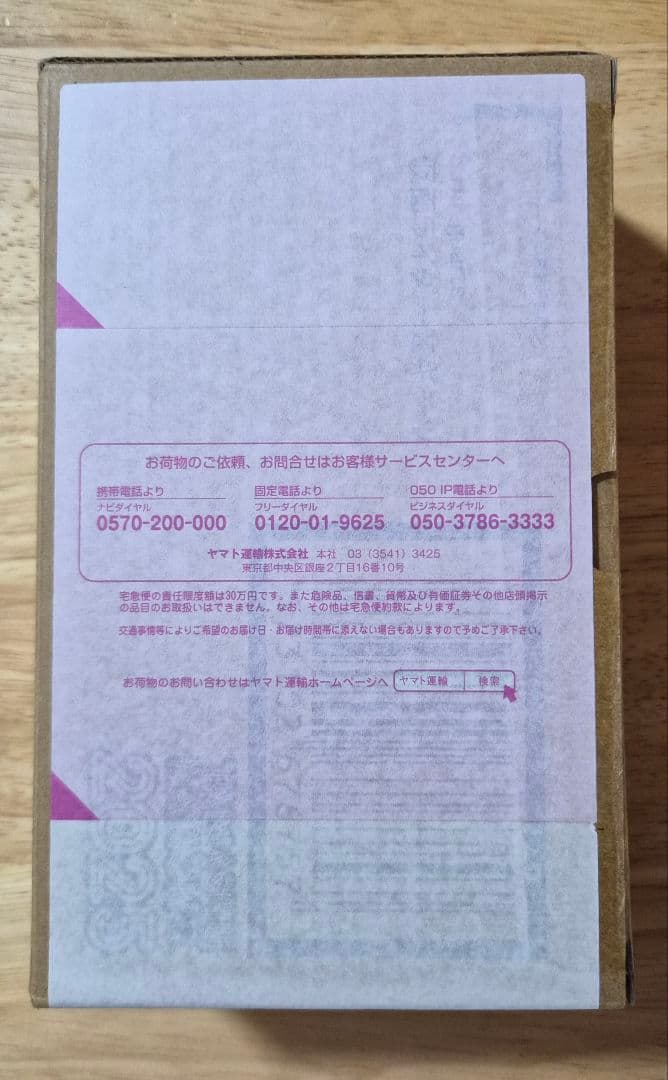 お荷物のご依頼、お問合せはお客様サービスセンターへ
携帯電話より
ナビダイヤル
0570-200-000
固定電話より
フリーダイヤル
0120-01-9625
050 IP電話より
ビジネスダイヤル
050-3786-3333
ヤマト運輸株式会社 本社 03 (3541) 3425
東京都中央区銀座2丁目16番10号
宅急便の責任限度額は30万円です。また危険品、信書、貨幣及び有価証券その他店頭掲示
の品目のお取扱いはできません。なお、その他は宅急便約款によります。
交通事情等によりご希望のお届け日・お届け時間帯に添えない場合もありますので予めご了承下さい。
お荷物のお問い合わせはヤマト運輸ホームページへ ヤマト運輸 検索